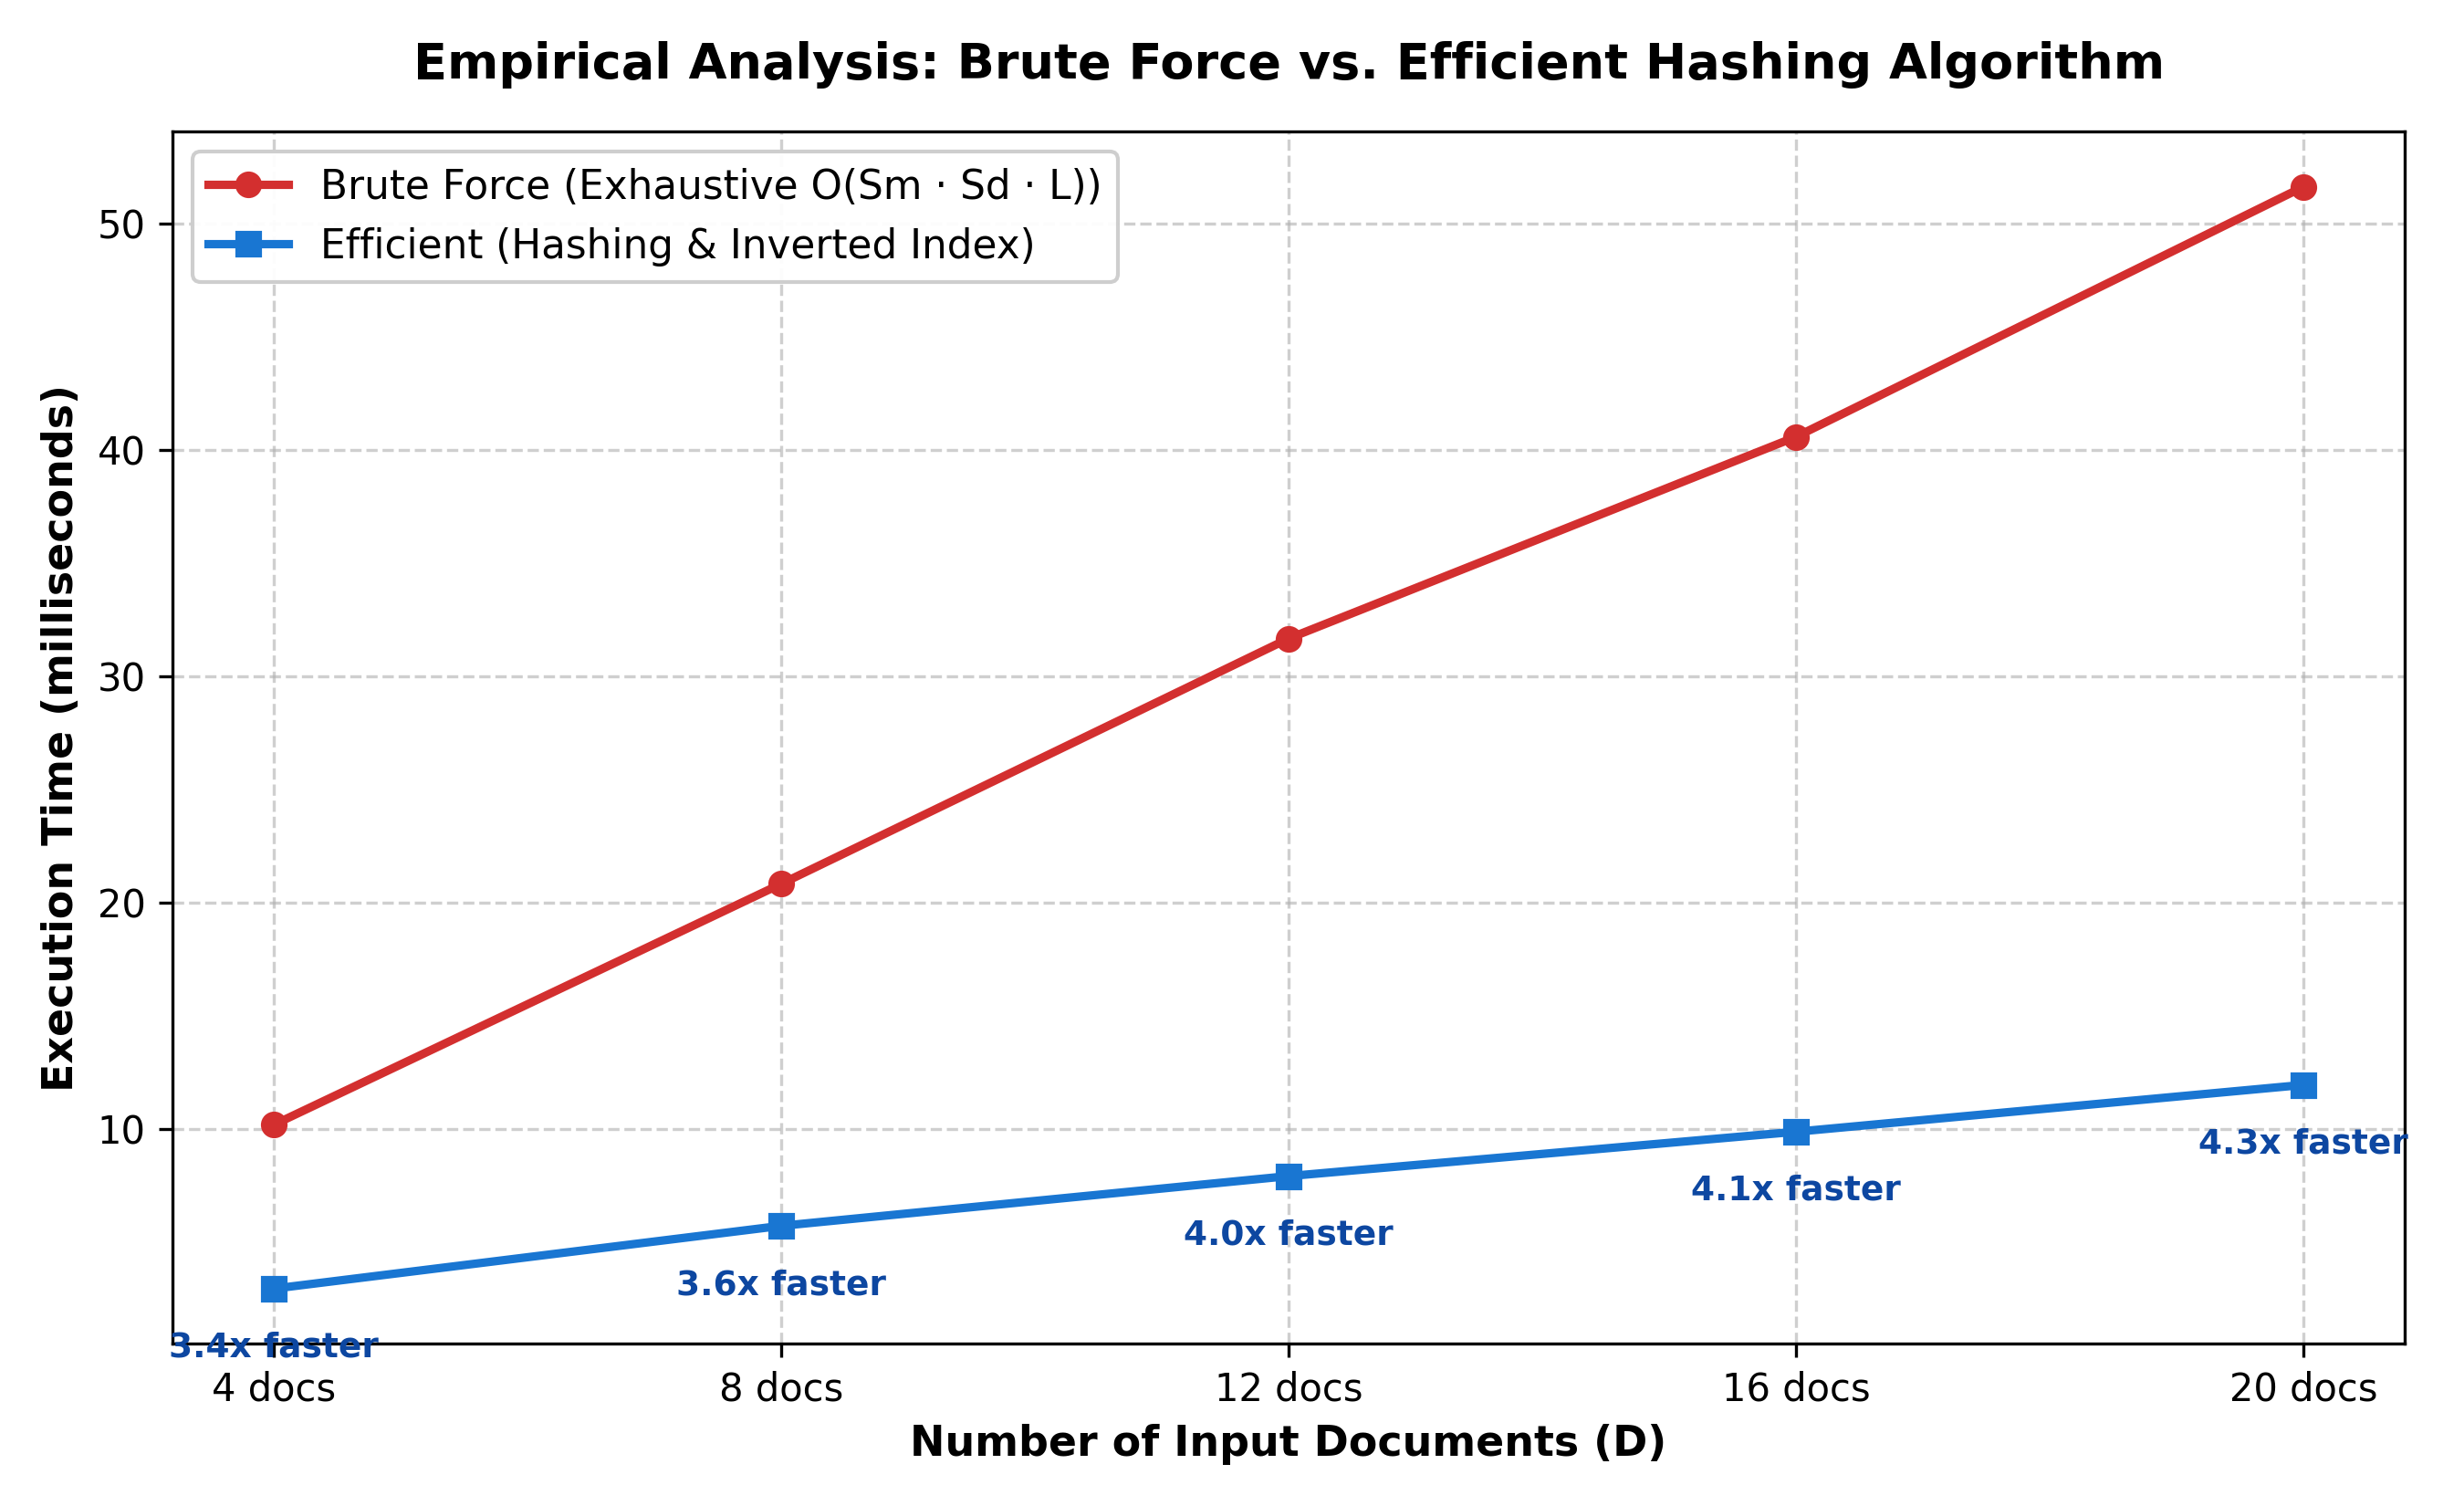 Empirical Analysis: Brute Force vs. Efficient Hashing Algorithm
Brute Force (Exhaustive O(Sm · Sd · L))
Efficient (Hashing & Inverted Index)
Execution Time (milliseconds)
50
40
30
20
10
3.4x faster
3.6x faster
4.0x faster
4.1x faster
4.3x faster
4 docs
8 docs
12 docs
16 docs
20 docs
Number of Input Documents (D)